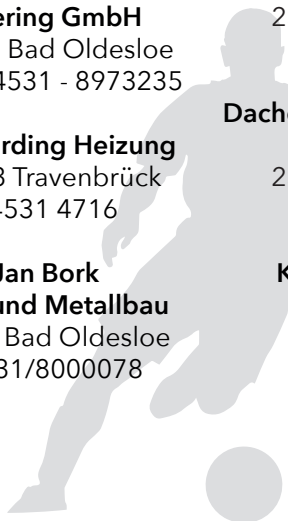 ering GmbH
Bad Oldesloe
4531 - 8973235
rding Heizung
3 Travenbrück
4531 4716
Jan Bork
und Metallbau
Bad Oldesloe
31/8000078
2
Dach
2
K